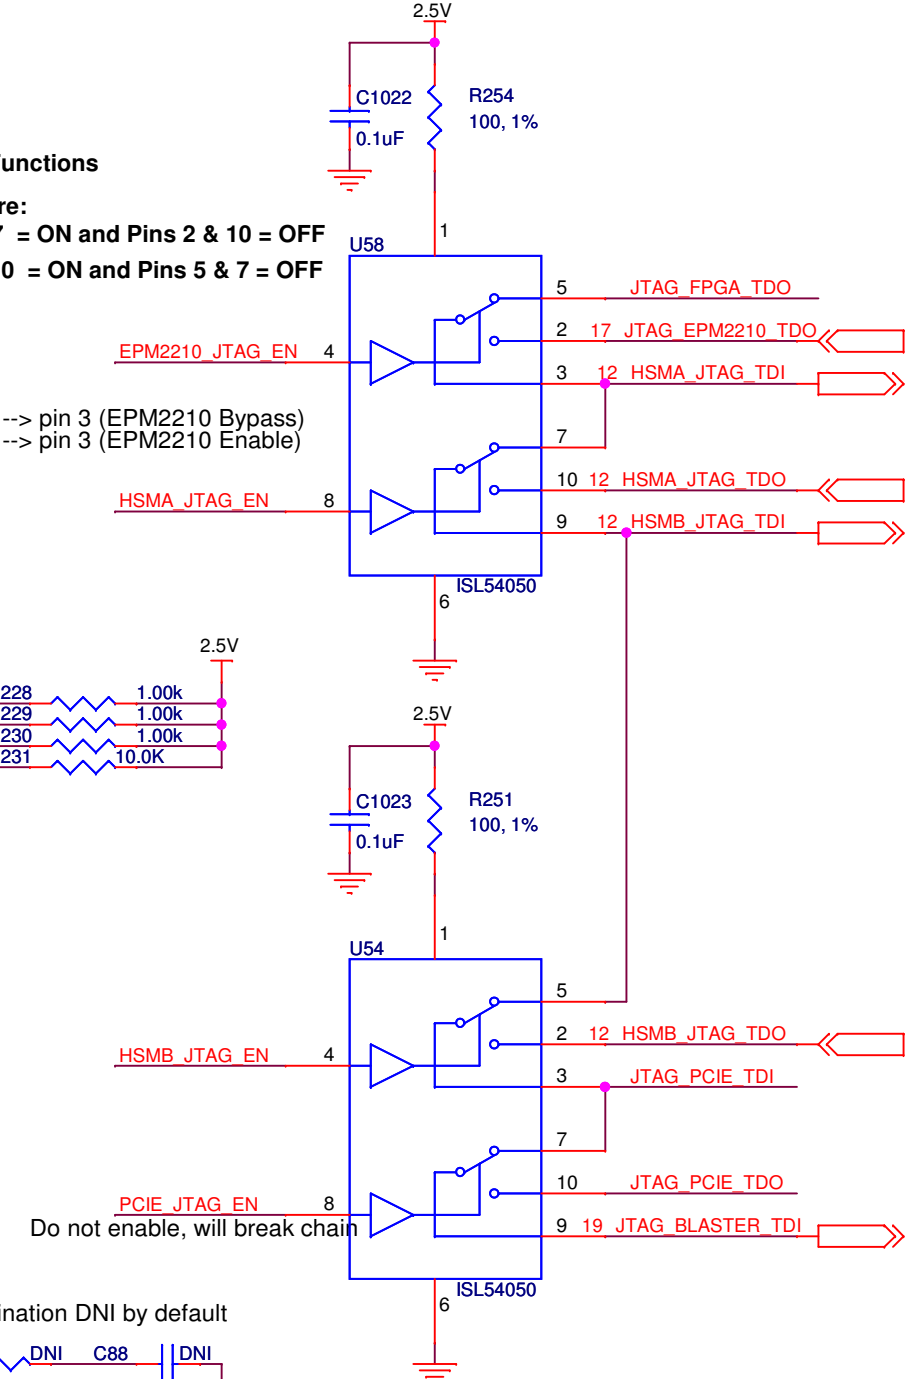 2.5V
C1022
R254
100, 1%
0.1uF
functions
re:
= ON and Pins 2 & 10 = OFF
1
U58
0 = ON and Pins 5 & 7 = OFF
5 JTAG_FPGA_TDO
2 17 JTAG_EPM2210_TDO
EPM2210_JTAG_EN 4
3 12 HSMA_JTAG_TDI
--> pin 3 (EPM2210 Bypass)
--> pin 3 (EPM2210 Enable)
7
10 12 HSMA_JTAG_TDO
HSMA_JTAG_EN 8
9 12 HSMB_JTAG_TDI
ISL54050
6
2.5V
228 1.00k
229 1.00k
230 1.00k
231 10.0K
2.5V
C1023
R251
100, 1%
0.1uF
1
U54
5
2 12 HSMB_JTAG_TDO
HSMB_JTAG_EN 4
3 JTAG_PCIE_TDI
7
10 JTAG_PCIE_TDO
PCIE_JTAG_EN 8
Do not enable, will break chain
9 19 JTAG_BLASTER_TDI
ISL54050
6
ination DNI by default
DNI C88 DNI